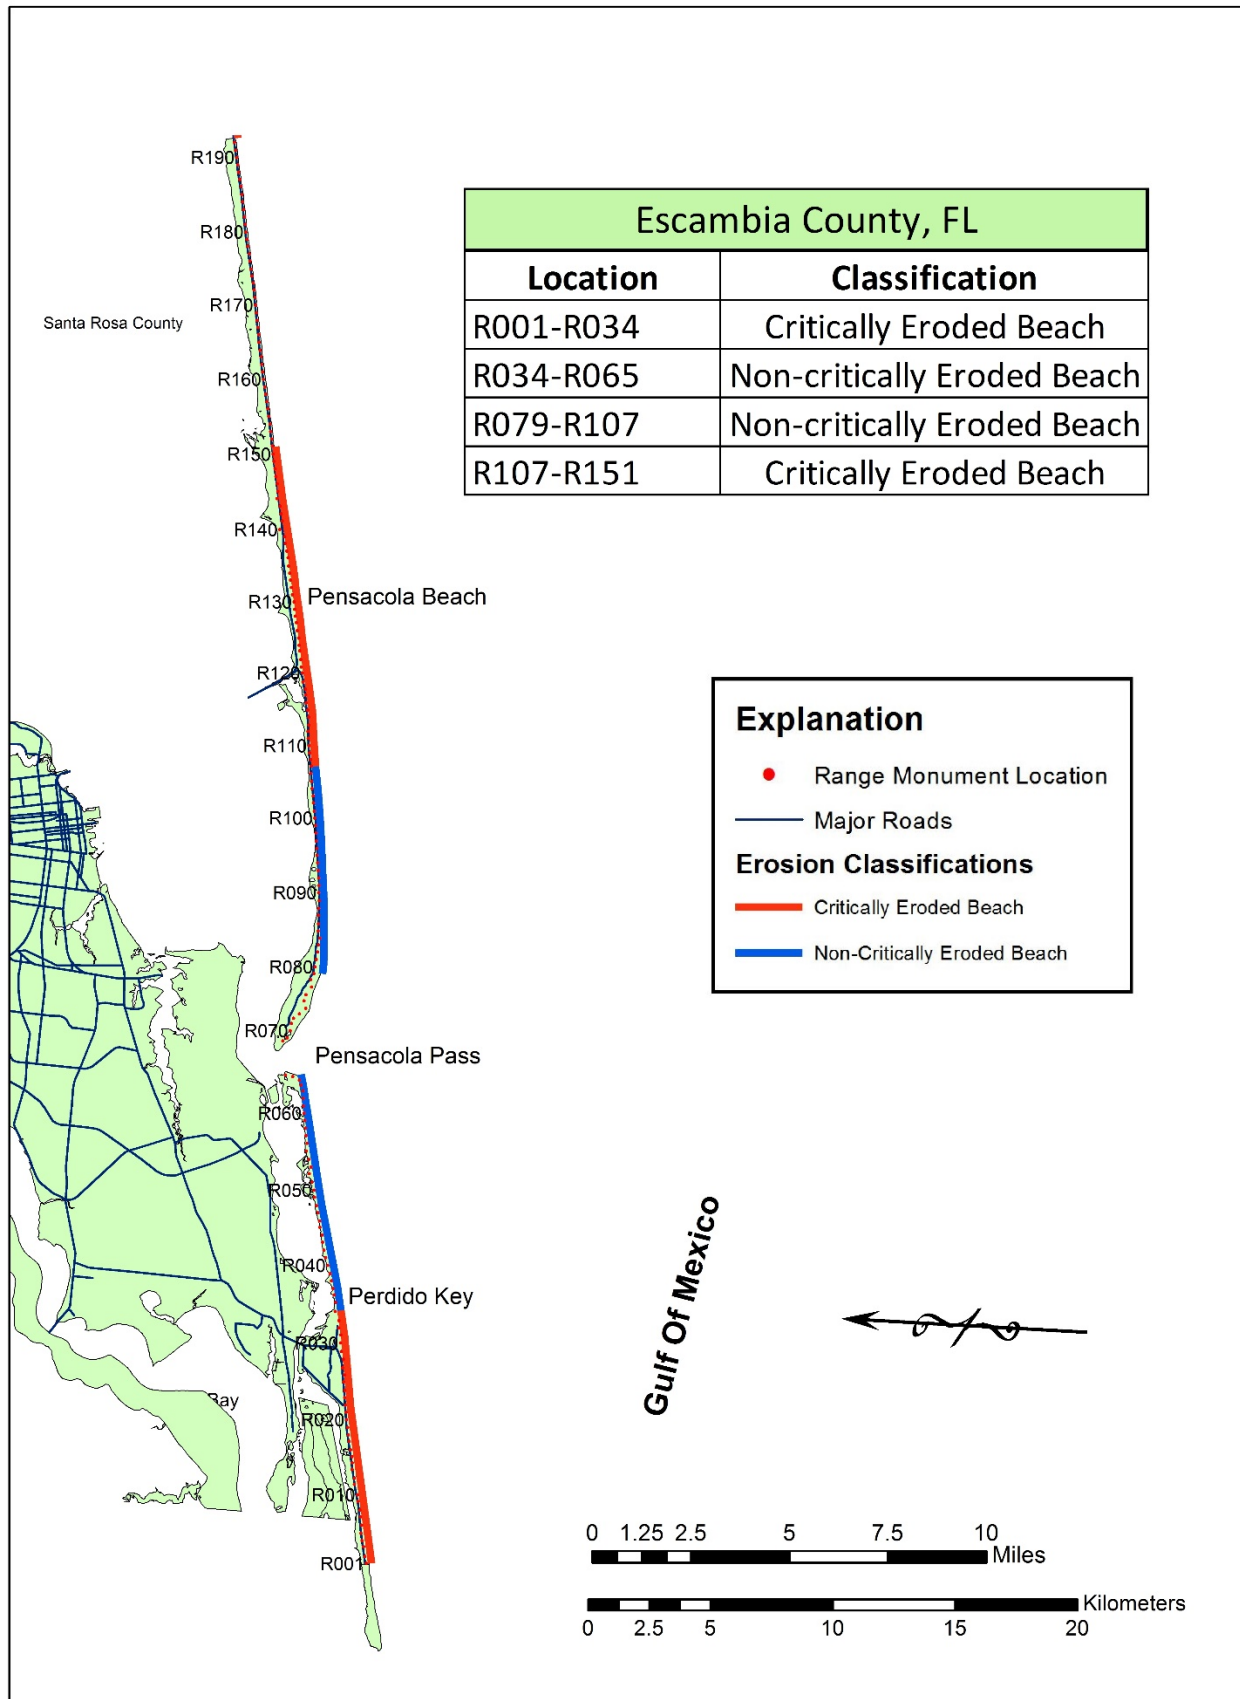 R190
R180
Santa Rosa County
R170
R160
R150
R140
R130
Pensacola Beach
R120
R110
R100
R090
R080
R070
Pensacola Pass
R060
R050
R040
Perdido Key
R030
Bay
R020
R010
R001
Escambia County, FL
Location Classification
R001-R034 Critically Eroded Beach
R034-R065 Non-critically Eroded Beach
R079-R107 Non-critically Eroded Beach
R107-R151 Critically Eroded Beach
Explanation
Range Monument Location
Major Roads
Erosion Classifications
Critically Eroded Beach
Non-Critically Eroded Beach
Gulf Of Mexico
0 1.25 2.5 5 7.5 10
Miles
Kilometers
0 2.5 5 10 15 20